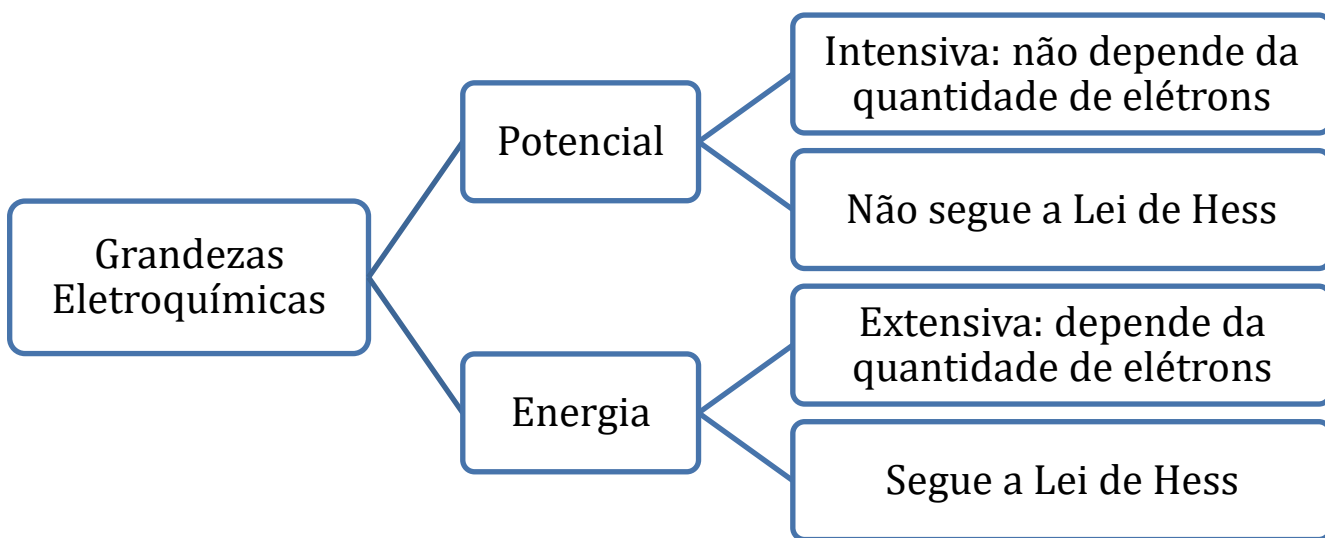 Grandezas
Eletroquímicas
Potencial
Intensiva: não depende da
quantidade de elétrons
Não segue a Lei de Hess
Energia
Extensiva: depende da
quantidade de elétrons
Segue a Lei de Hess